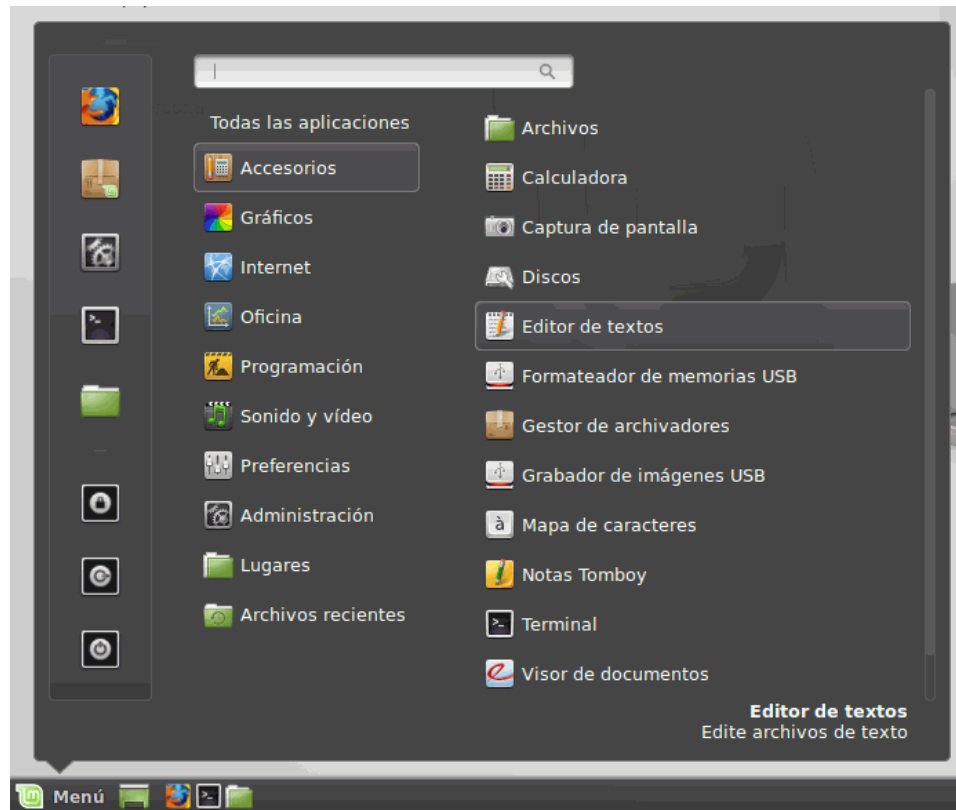 Todas las aplicaciones
Accesorios
Gráficos
Internet
Oficina
Programación
Sonido y vídeo
Preferencias
Administración
Lugares
Archivos recientes
Archivos
Calculadora
Captura de pantalla
Discos
Editor de textos
Formateador de memorias USB
Gestor de archivadores
Grabador de imágenes USB
Mapa de caracteres
Notas Tomboy
Terminal
Visor de documentos
Editor de textos
Edite archivos de texto
Menú